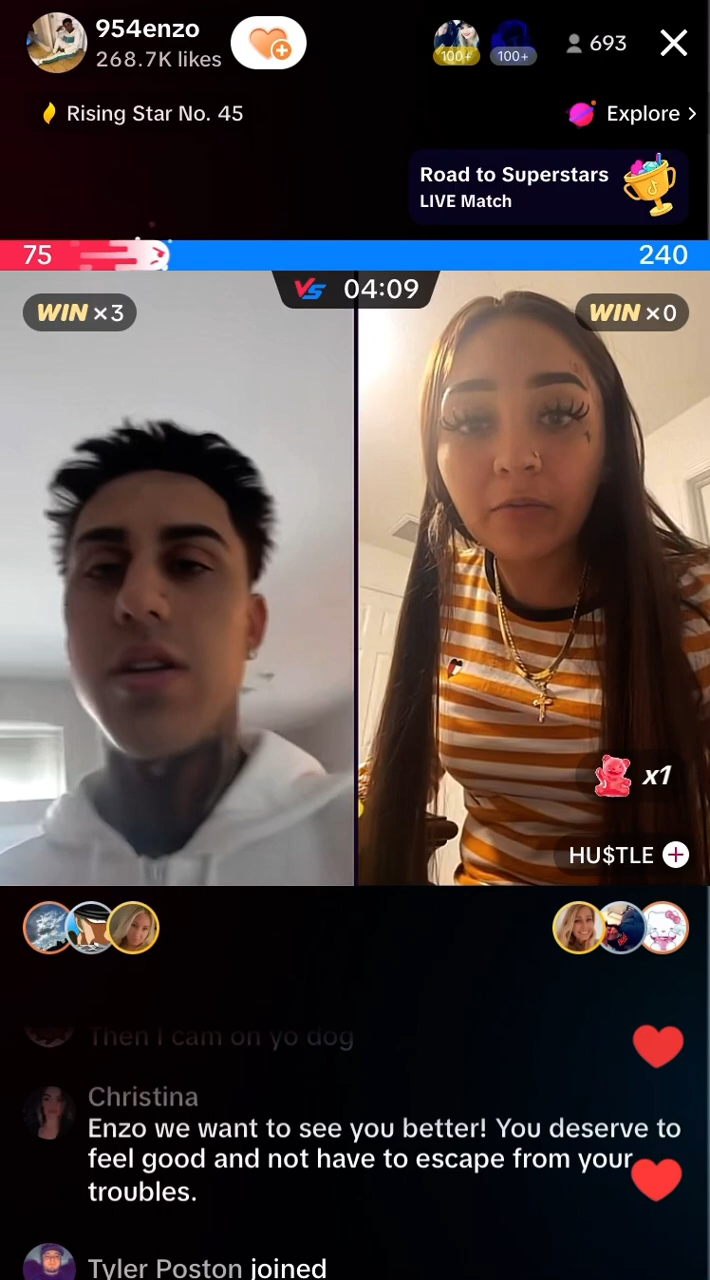 954enzo
268.7K likes
100+
100+
693
Rising Star No. 45
Explore
Road to Superstars
LIVE Match
75
240
VS 04:09
WIN ×3
WIN ×0
x1
HU$TLE
Then I cam on yo dog
Christina
Enzo we want to see you better! You deserve to
feel good and not have to escape from your
troubles.
Tyler Poston joined